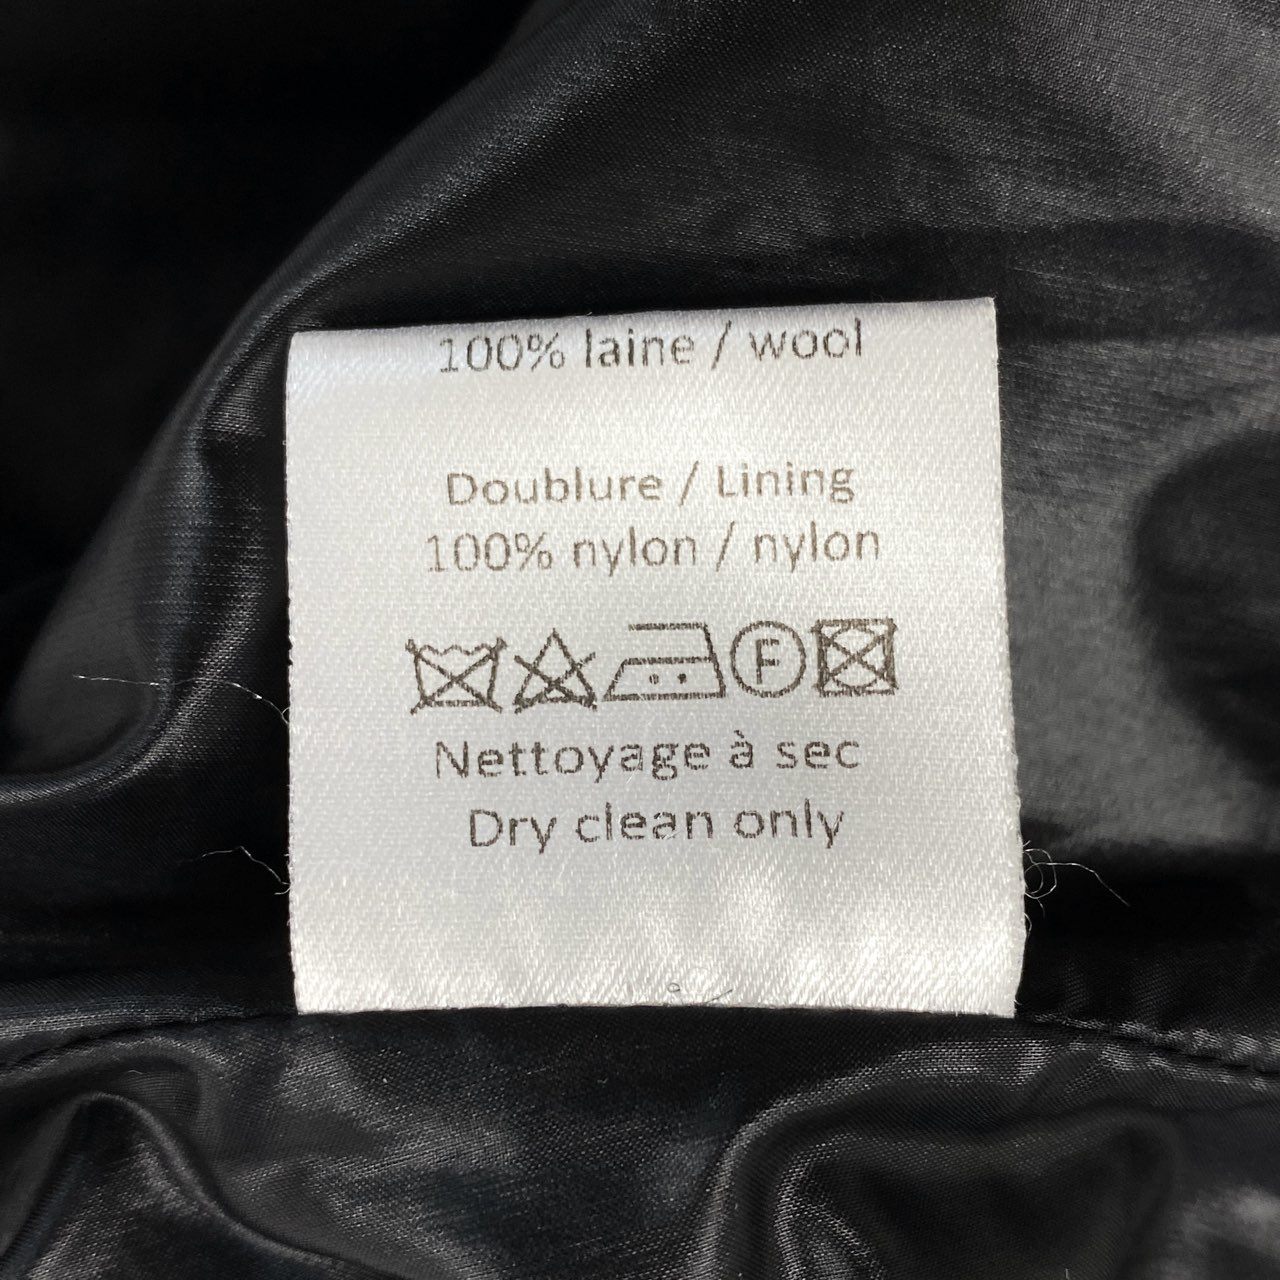 100% laine / wool
Doublure / Lining
100% nylon / nylon
F
Nettoyage à sec
Dry clean only